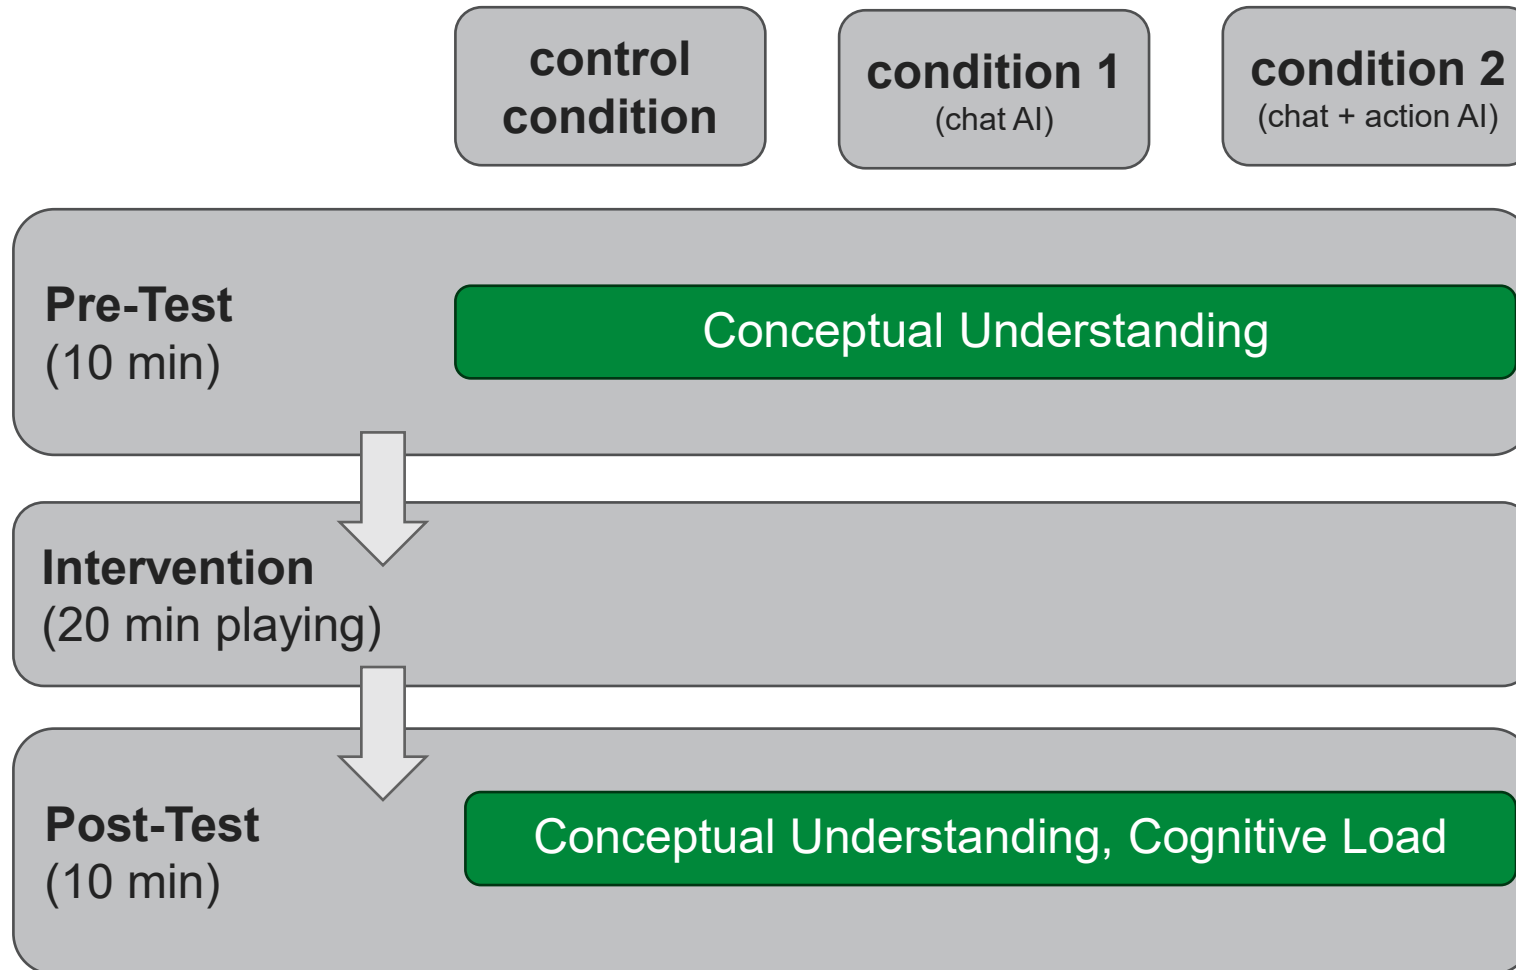 control
condition
condition 1
(chat AI)
condition 2
(chat + action AI)
Pre-Test
(10 min)
Conceptual Understanding
Intervention
(20 min playing)
Post-Test
(10 min)
Conceptual Understanding, Cognitive Load